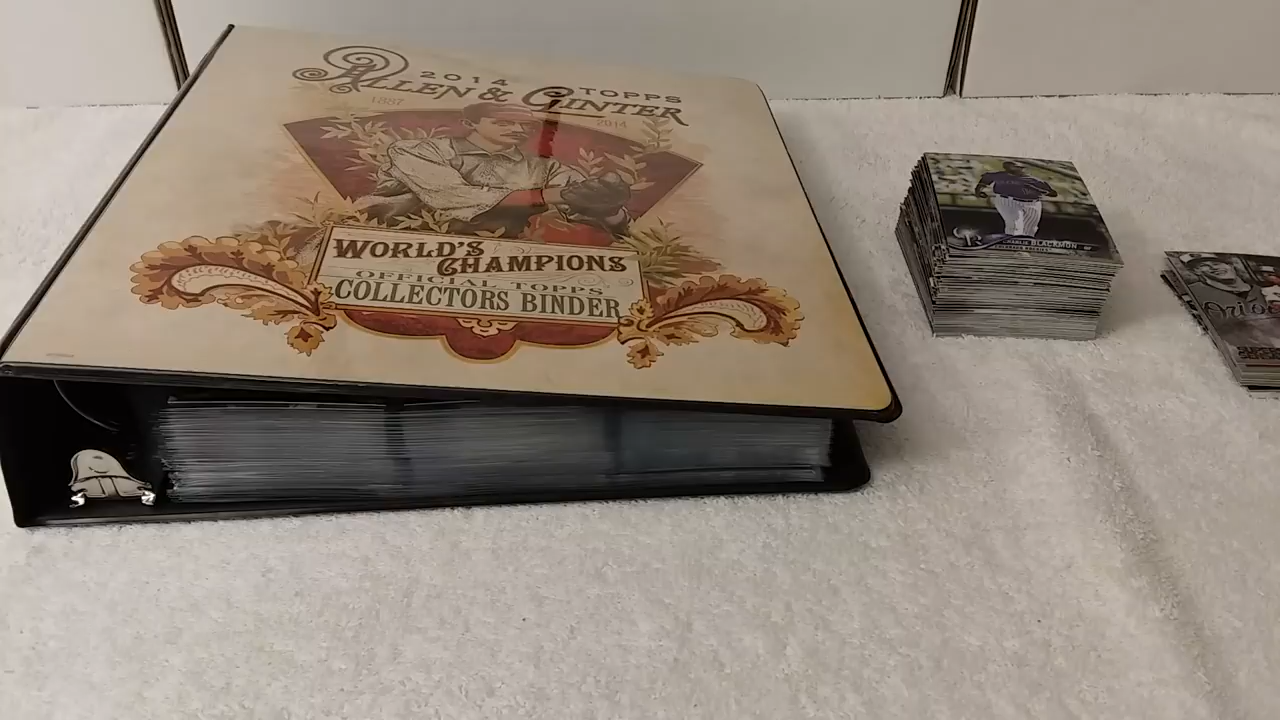 2014 TOPPS
ALLEN & GINTER
1887 2014
WORLD'S
CHAMPIONS
OFFICIAL TOPPS
COLLECTORS BINDER
CHARLIE BLACKMON